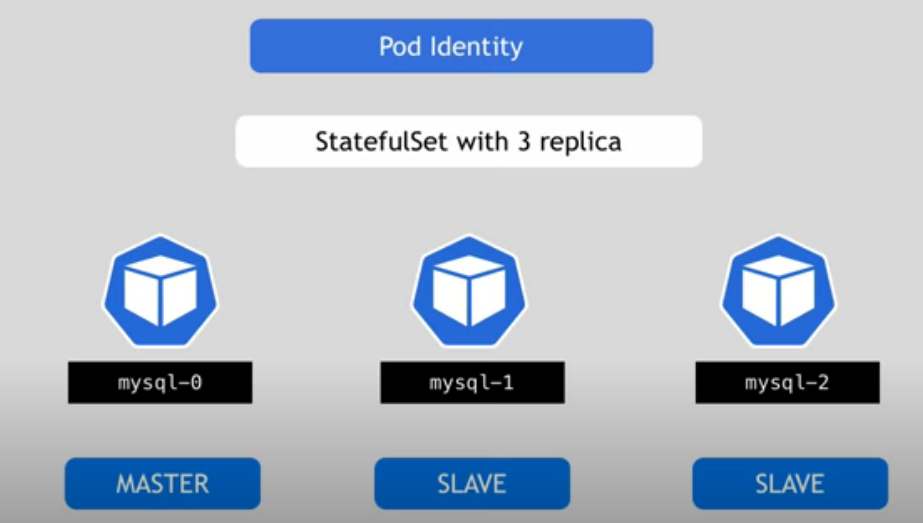 Pod Identity
StatefulSet with 3 replica
mysql-0
mysql-1
mysql-2
MASTER
SLAVE
SLAVE